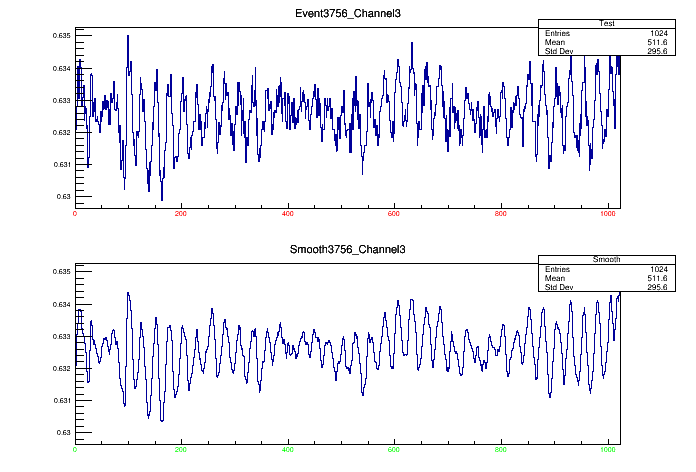 Event3756_Channel3
Test
Entries 1024
Mean 511.6
Std Dev 295.6
0.635
0.634
0.633
0.632
0.631
0.63
0 200 400 600 800 1000
Smooth3756_Channel3
Smooth
Entries 1024
Mean 511.6
Std Dev 295.6
0.635
0.634
0.633
0.632
0.631
0.63
0 200 400 600 800 1000